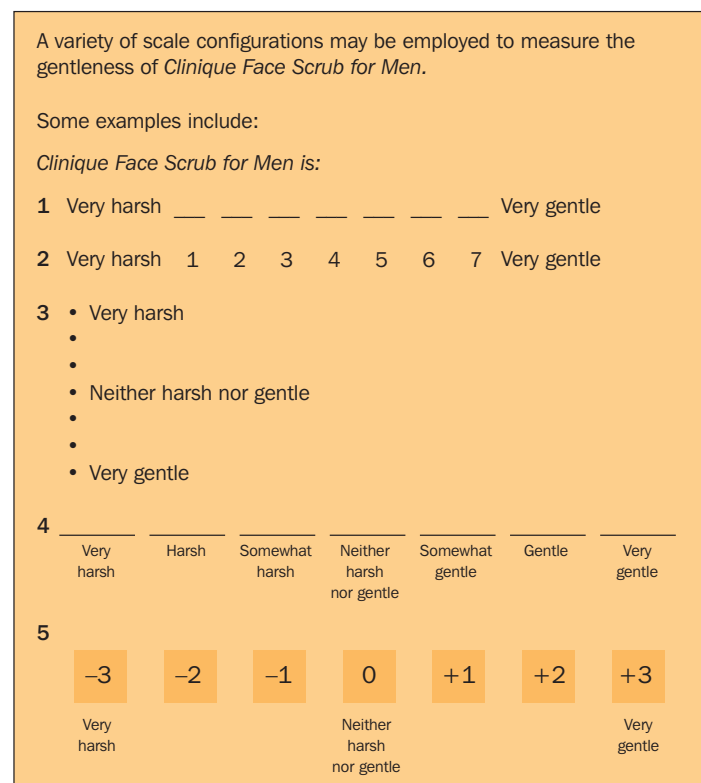 A variety of scale configurations may be employed to measure the
gentleness of Clinique Face Scrub for Men.
Some examples include:
Clinique Face Scrub for Men is:
1 Very harsh ___ ___ ___ ___ ___ ___ ___ Very gentle
2 Very harsh 1 2 3 4 5 6 7 Very gentle
3 • Very harsh
•
•
• Neither harsh nor gentle
•
•
• Very gentle
4
Very harsh Harsh Somewhat harsh Neither harsh nor gentle Somewhat gentle Gentle Very gentle
5
–3 –2 –1 0 +1 +2 +3
Very harsh Neither harsh nor gentle Very gentle